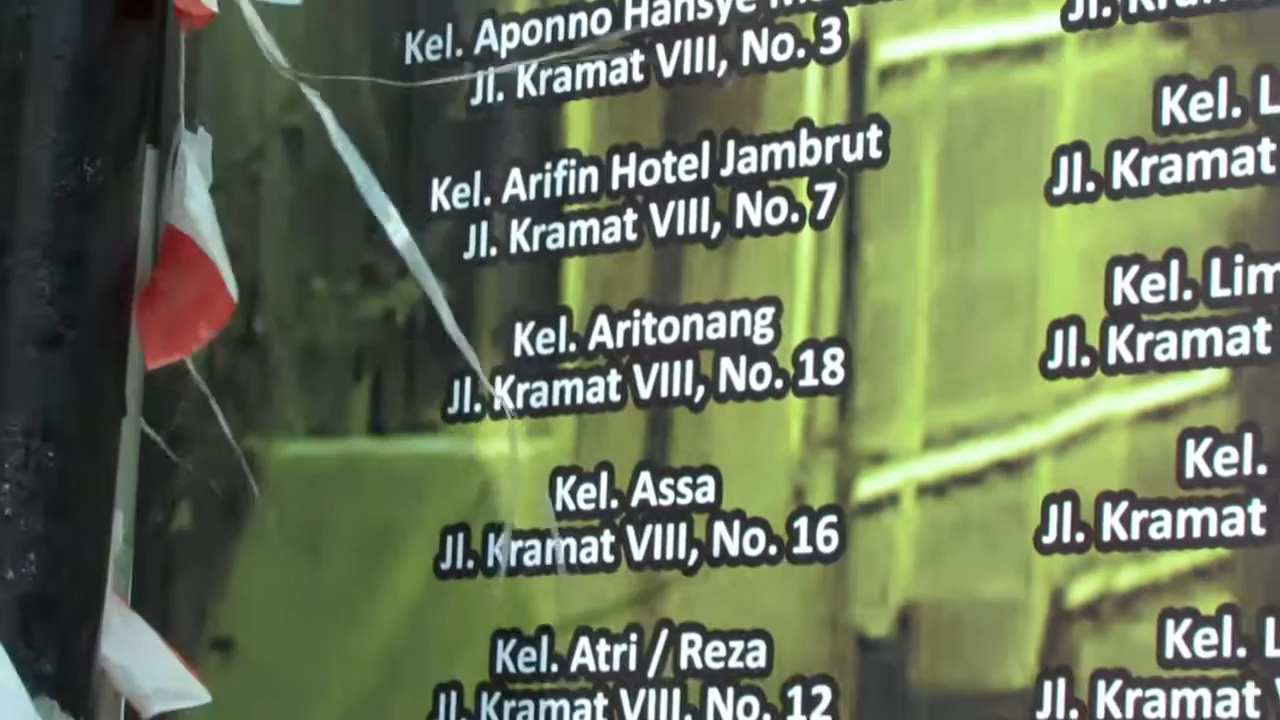 Kel. Aponno Hansye
Jl. Kramat VIII, No. 3
Kel. Arifin Hotel Jambrut
Jl. Kramat VIII, No. 7
Kel. Aritonang
Jl. Kramat VIII, No. 18
Kel. Assa
Jl. Kramat VIII, No. 16
Kel. Atri / Reza
Jl. Kramat VIII, No. 12
Kel.
Jl. Kramat
Kel.
Jl. Kramat
Kel.
Jl. Kramat
Kel.
Jl. Kramat